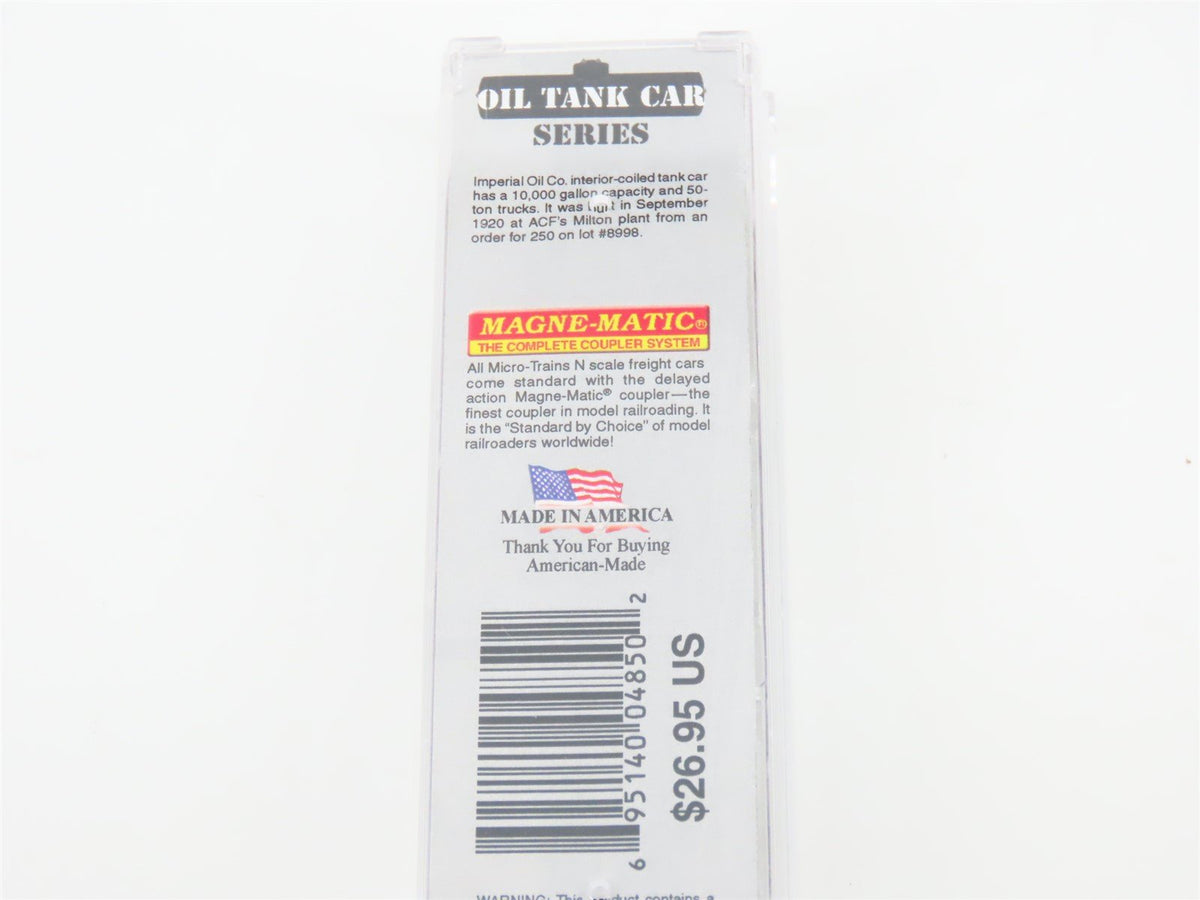 OIL TANK CAR
SERIES
Imperial Oil Co. interior-coiled tank car
has a 10,000 gallon capacity and 50-
ton trucks. It was in September
1920 at ACF's Milton plant from an
order for 250 on lot #8998.
MAGNE-MATIC®
THE COMPLETE COUPLER SYSTEM
All Micro-Trains N scale freight cars
come standard with the delayed
action Magne-Matic® coupler—the
finest coupler in model railroading. It
is the “Standard by Choice” of model
railroaders worldwide!
MADE IN AMERICA
Thank You For Buying
American-Made
6 95140 04850 2
$26.95 US
WARNING: This product contains a